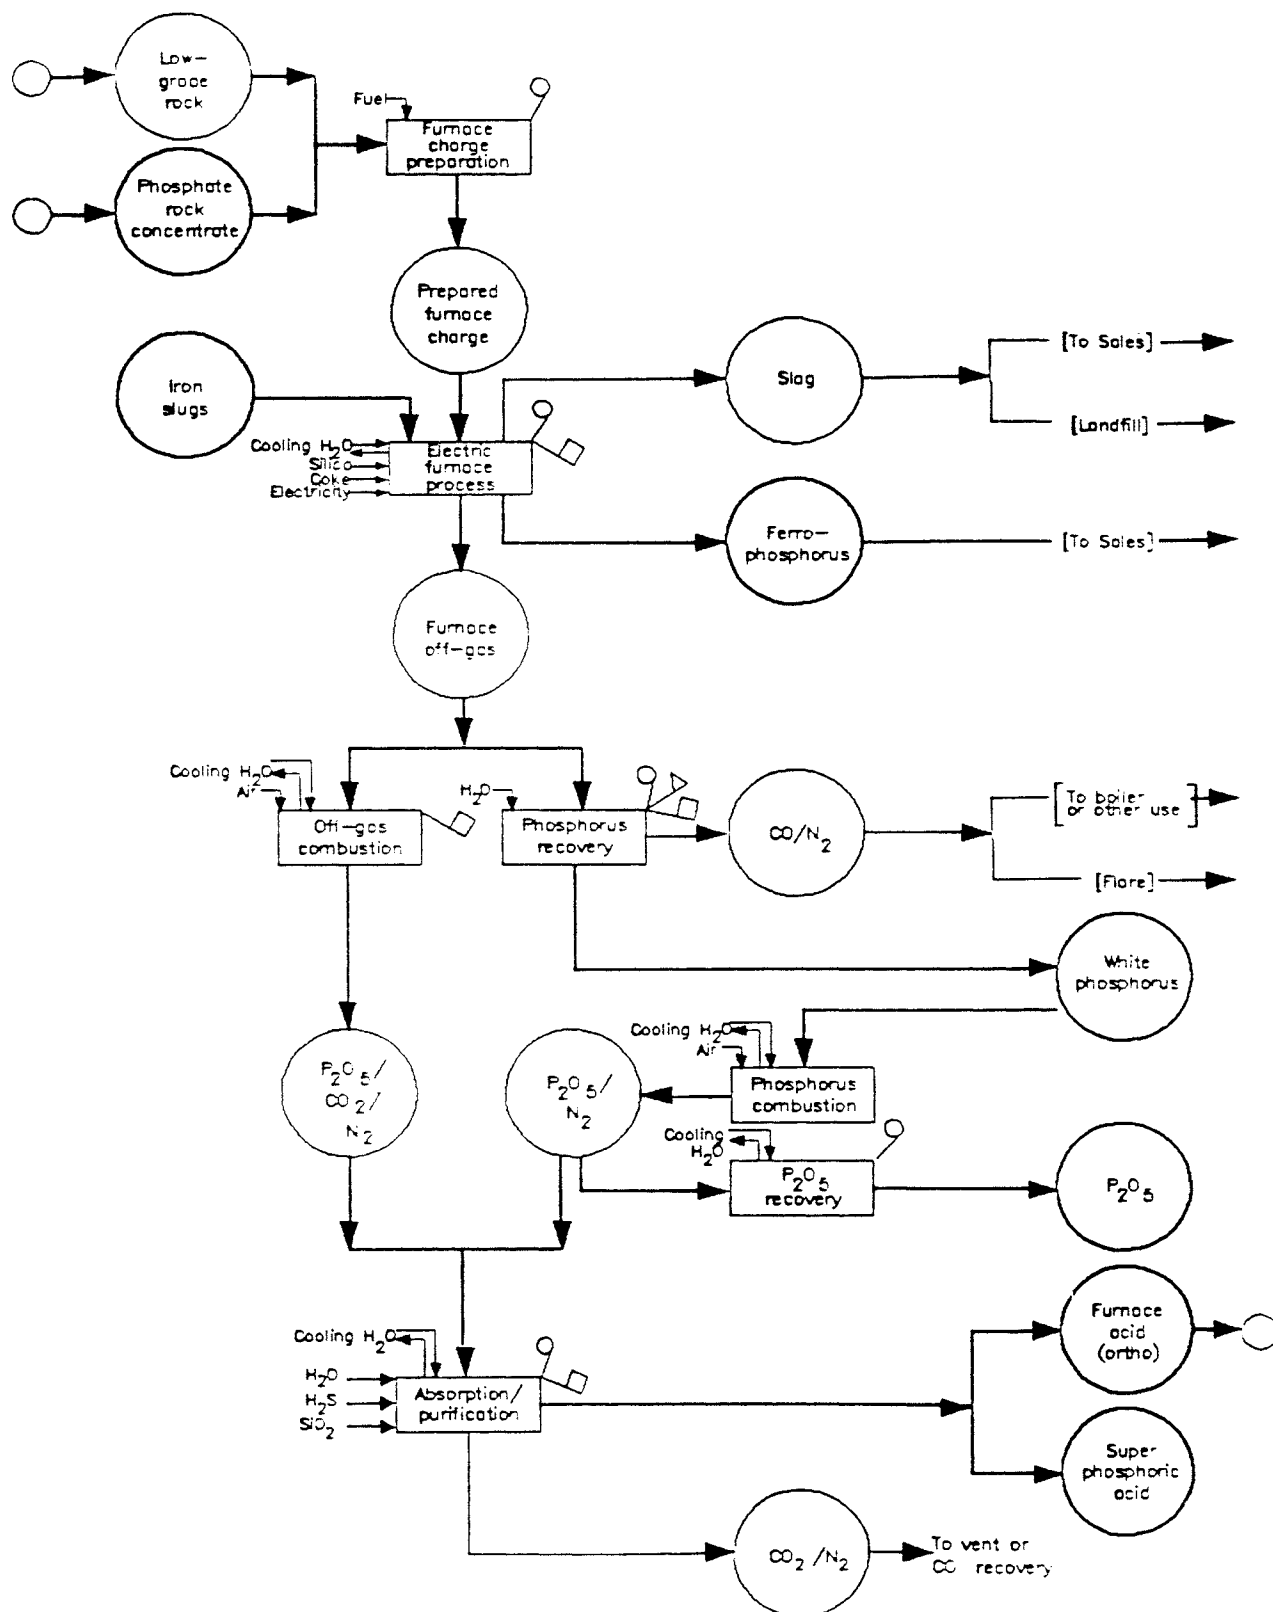 Low-
grade
rock
Fuel
Furnace
charge
preparation
Phosphate
rock
concentrate
Prepared
furnace
charge
Iron
slugs
Slag
[To Sales]
[Landfill]
Cooling H2O
Silica
Coke
Electricity
Electric
furnace
process
Ferro-
phosphorus
[To Sales]
Furnace
off-gas
Cooling H2O
Air
Off-gas
combustion
H2O
Phosphorus
recovery
CO/N2
[To boiler
or other use]
[Flare]
White
phosphorus
Cooling H2O
Air
Phosphorus
combustion
P2O5/
CO2/
N2
P2O5/
N2
Cooling
H2O
P2O5
recovery
P2O5
Furnace
acid
(ortho)
Cooling H2O
H2O
H2S
SiO2
Absorption/
purification
Super
phosphoric
acid
CO2/N2
To vent or
CO recovery